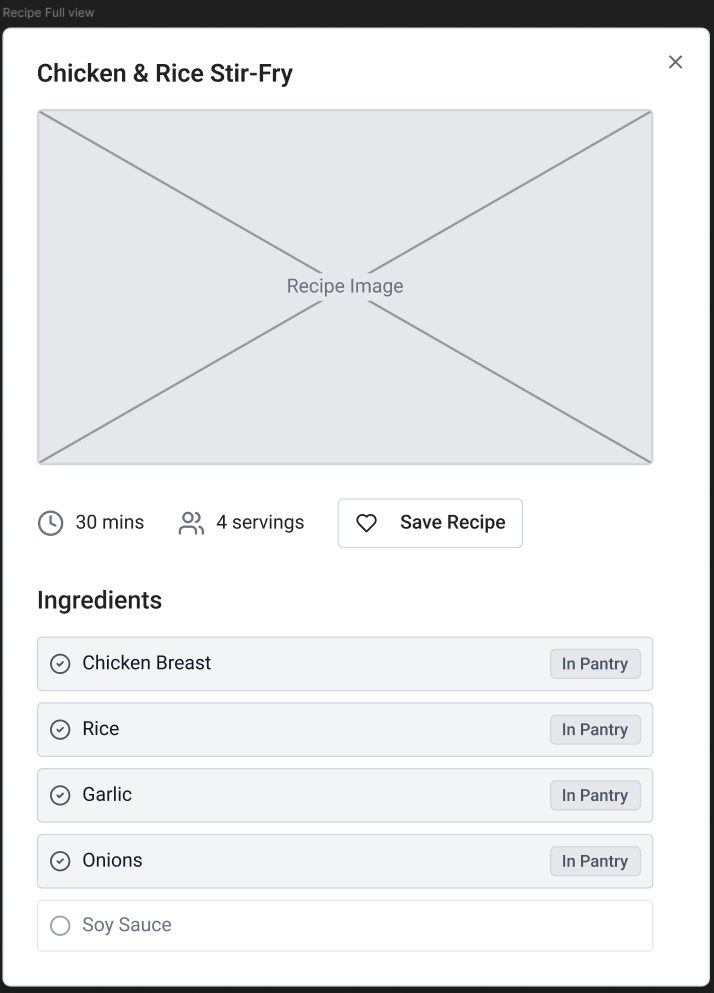 Recipe Full view
Chicken & Rice Stir-Fry
Recipe Image
30 mins 4 servings Save Recipe
Ingredients
Chicken Breast In Pantry
Rice In Pantry
Garlic In Pantry
Onions In Pantry
Soy Sauce